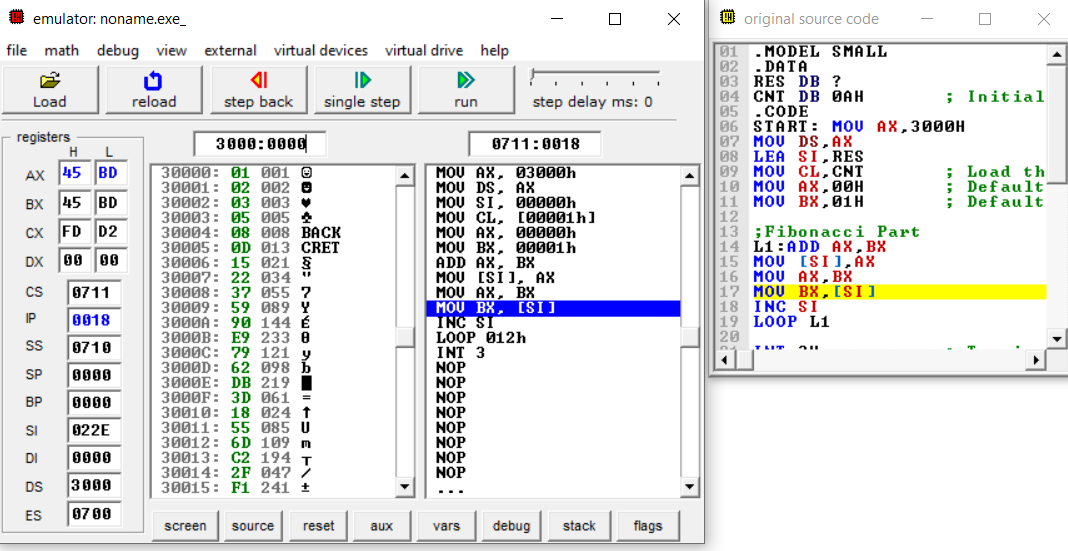 emulator: noname.exe_
file math debug view external virtual devices virtual drive help
Load reload step back single step run step delay ms: 0
registers
H L
AX 45 BD
BX 45 BD
CX FD D2
DX 00 00
CS 0711
IP 0018
SS 0710
SP 0000
BP 0000
SI 022E
DI 0000
DS 3000
ES 0700
3000:0000
30000: 01 001 ☺
30001: 02 002 ☻
30002: 03 003 ♥
30003: 05 005 ♣
30004: 08 008 BACK
30005: 0D 013 CRET
30006: 15 021 §
30007: 22 034 "
30008: 37 055 7
30009: 59 089 Y
3000A: 90 144 É
3000B: E9 233 θ
3000C: 79 121 y
3000D: 62 098 b
3000E: DB 219 █
3000F: 3D 061 =
30010: 18 024 ↑
30011: 55 085 U
30012: 6D 109 m
30013: C2 194 ┬
30014: 2F 047 /
30015: F1 241 ±
0711:0018
MOV AX, 03000h
MOV DS, AX
MOV SI, 00000h
MOV CL, [00001h]
MOV AX, 00000h
MOV BX, 00001h
ADD AX, BX
MOV [SI], AX
MOV AX, BX
MOV BX, [SI]
INC SI
LOOP 012h
INT 3
NOP
NOP
NOP
NOP
NOP
NOP
NOP
NOP
...
screen source reset aux vars debug stack flags
original source code
01 .MODEL SMALL
02 .DATA
03 RES DB ?
04 CNT DB 0AH ; Initial
05 .CODE
06 START: MOV AX,3000H
07 MOV DS,AX
08 LEA SI,RES
09 MOV CL,CNT ; Load th
10 MOV AX,00H ; Default
11 MOV BX,01H ; Default
12
13 ;Fibonacci Part
14 L1:ADD AX,BX
15 MOV [SI],AX
16 MOV AX,BX
17 MOV BX,[SI]
18 INC SI
19 LOOP L1
20